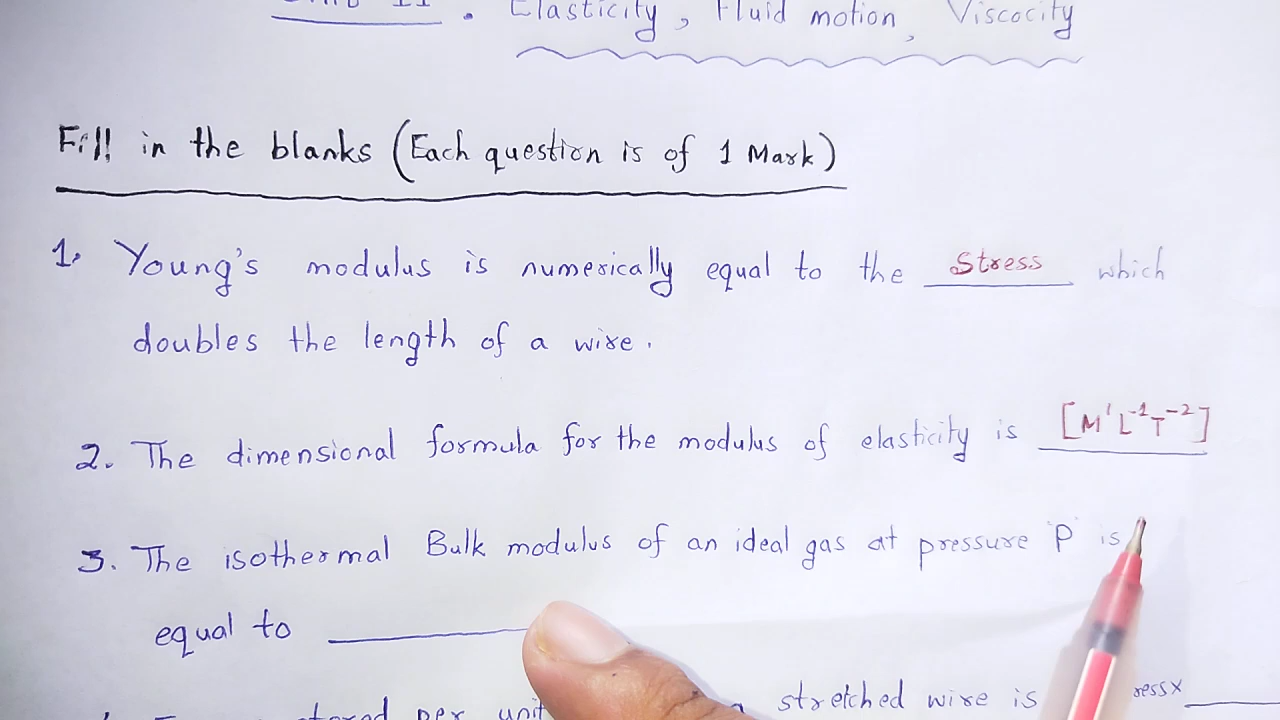 II. Elasticity, Fluid motion, Viscocity
Fill in the blanks (Each question is of 1 Mark)
1. Young's modulus is numerically equal to the Stress which
doubles the length of a wire.
2. The dimensional formula for the modulus of elasticity is [M¹L⁻¹T⁻²]
3. The isothermal Bulk modulus of an ideal gas at pressure 'P' is
equal to
per unit stretched wire is